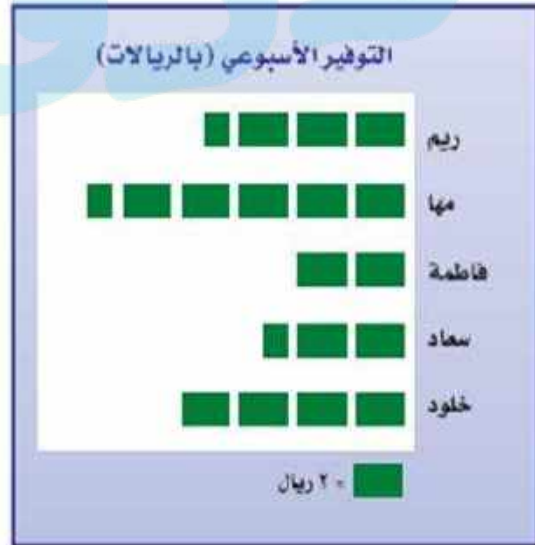 التوفير الأسبوعي (بالريالات)
ريم
مها
فاطمة
سعاد
خلود
= ٢ ريال